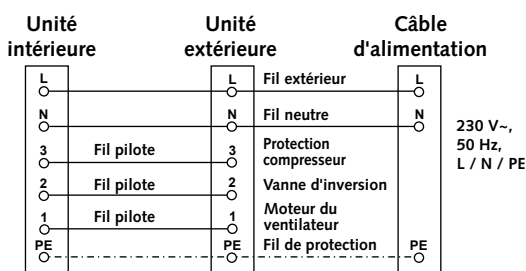 Unité intérieure
Unité extérieure
Câble d'alimentation
L L Fil extérieur L
N N Fil neutre N
3 Fil pilote 3 Protection compresseur
2 Fil pilote 2 Vanne d'inversion
1 Fil pilote 1 Moteur du ventilateur
PE PE Fil de protection PE
230 V~,
50 Hz,
L / N / PE